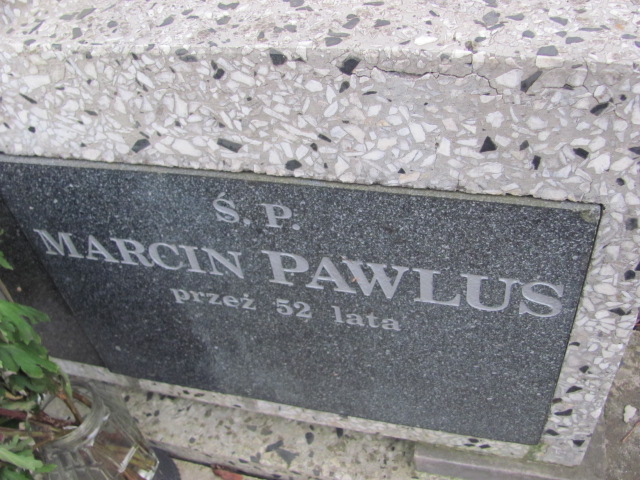 Ś. P.
MARCIN PAWLUS
przeż 52 lata